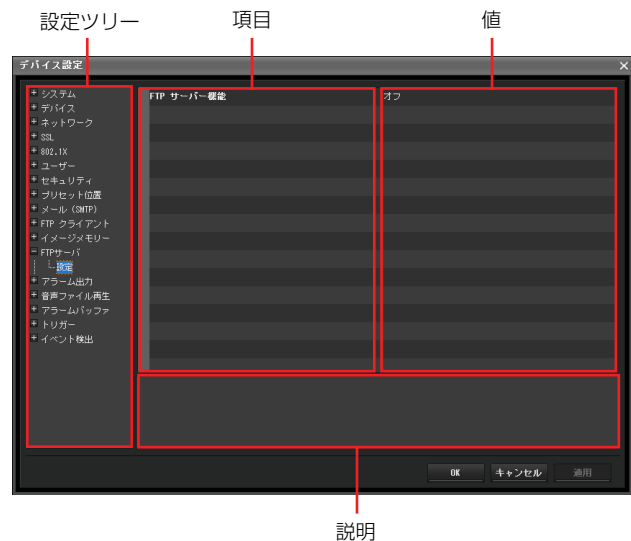 設定ツリー
項目
値
デバイス設定
システム
デバイス
ネットワーク
SSL
802.1X
ユーザー
セキュリティ
プリセット位置
メール (SMTP)
FTP クライアント
イメージメモリー
FTPサーバ
設定
アラーム出力
音声ファイル再生
アラームバッファ
トリガー
イベント検出
FTP サーバー機能
オフ
OK
キャンセル
適用
説明